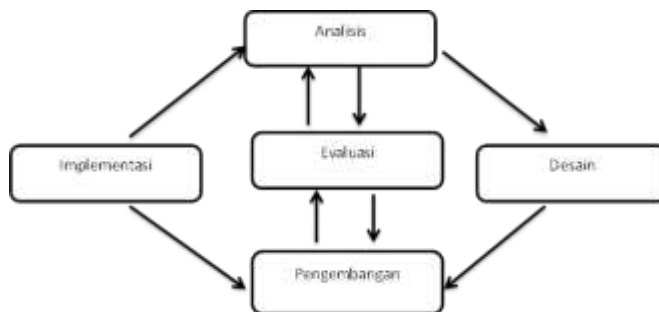 Analisis
Implementasi
Evaluasi
Desain
Pengembangan